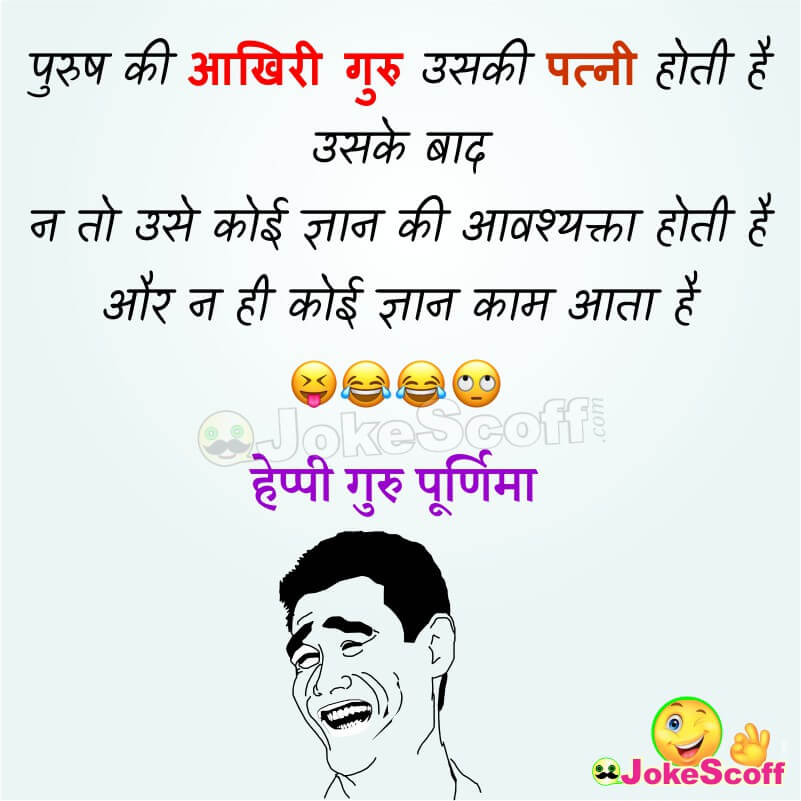 पुरुष की आखिरी गुरु उसकी पत्नी होती है
उसके बाद
न तो उसे कोई ज्ञान की आवश्यक्ता होती है
और न ही कोई ज्ञान काम आता है
😝😂😂🙄
JokeScoff.com
हेप्पी गुरु पूर्णिमा
JokeScoff